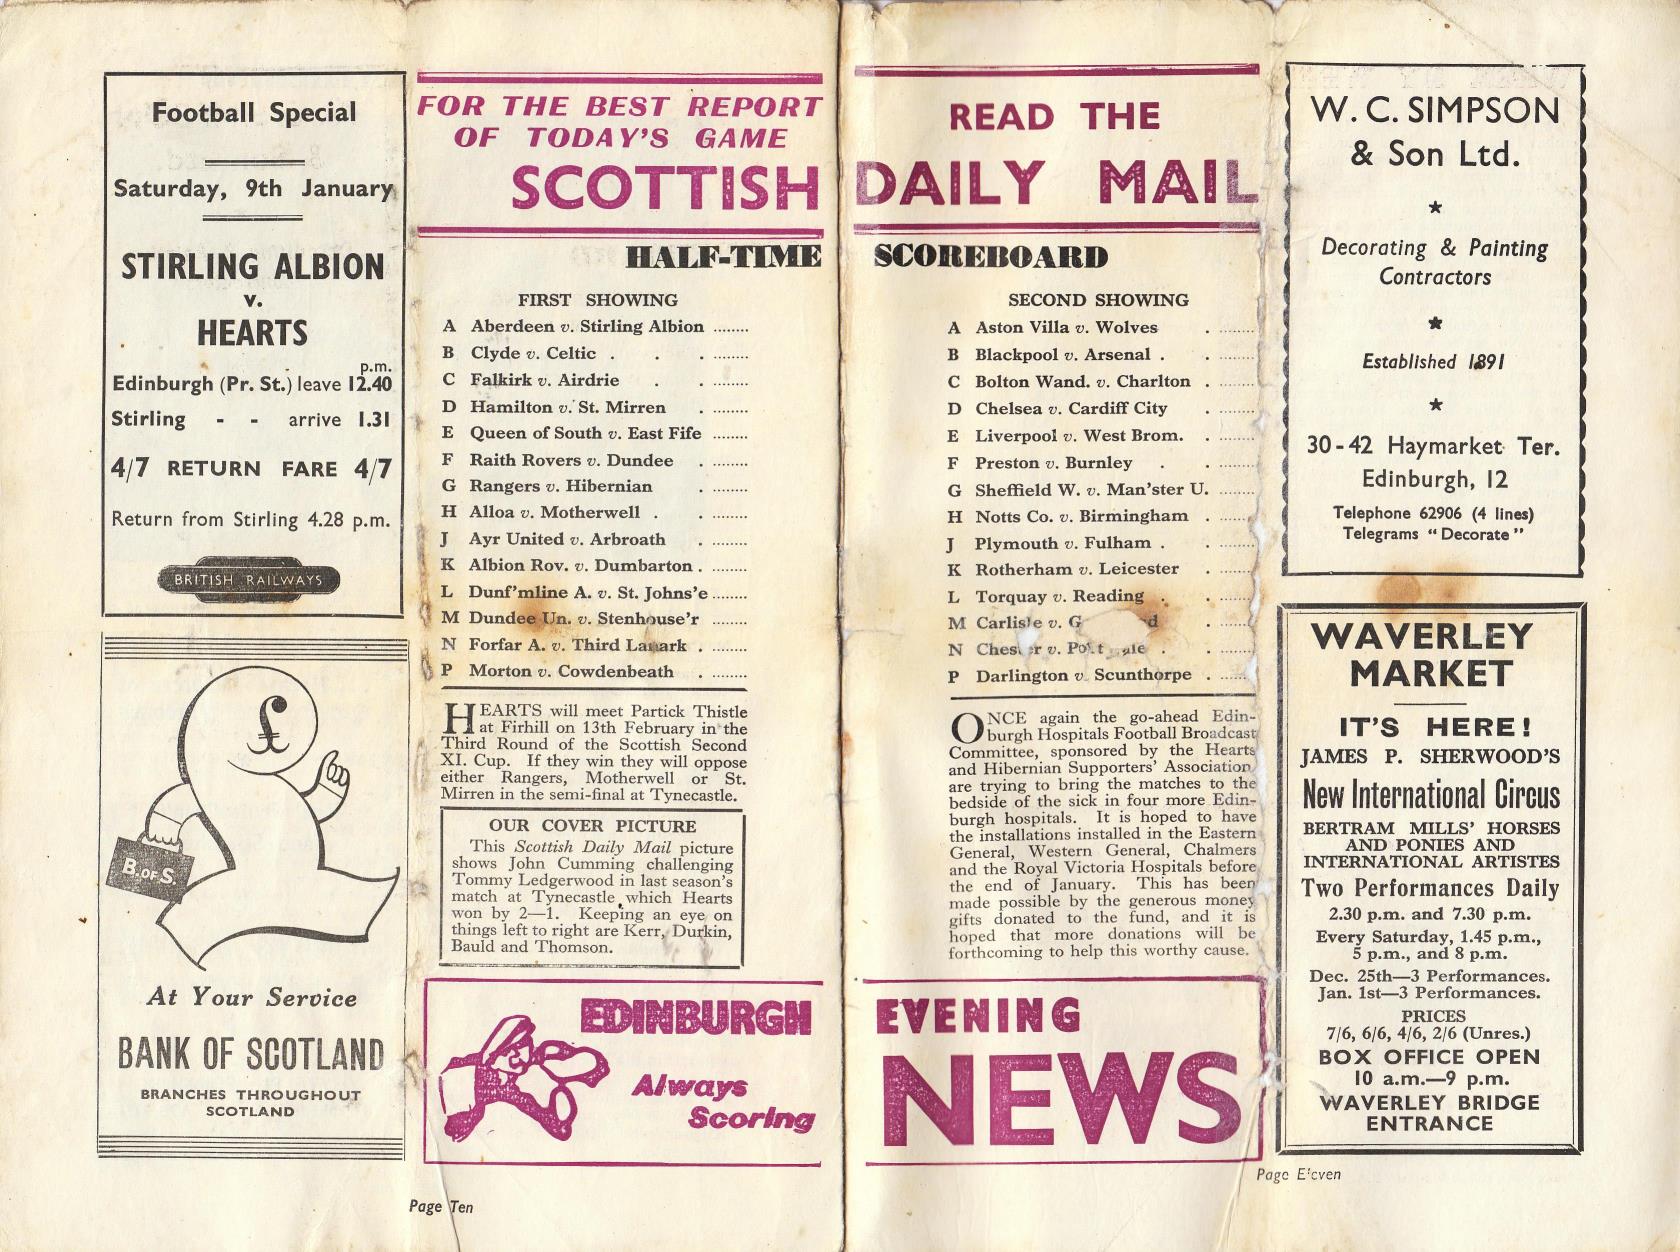 Football Special
Saturday, 9th January
STIRLING ALBION
v.
HEARTS
p.m.
Edinburgh (Pr. St.) leave 12.40
Stirling - - arrive 1.31
4/7 RETURN FARE 4/7
Return from Stirling 4.28 p.m.
BRITISH RAILWAYS
£
B. OF S.
At Your Service
BANK OF SCOTLAND
BRANCHES THROUGHOUT
SCOTLAND
FOR THE BEST REPORT
OF TODAY'S GAME
SCOTTISH
HALF-TIME
FIRST SHOWING
A Aberdeen v. Stirling Albion ........
B Clyde v. Celtic . . . ........
C Falkirk v. Airdrie . . ........
D Hamilton v. St. Mirren . ........
E Queen of South v. East Fife ........
F Raith Rovers v. Dundee . ........
G Rangers v. Hibernian . ........
H Alloa v. Motherwell . . ........
J Ayr United v. Arbroath . ........
K Albion Rov. v. Dumbarton . ........
L Dunf'mline A. v. St. Johns'e ........
M Dundee Un. v. Stenhouse'r ........
N Forfar A. v. Third Lanark . ........
P Morton v. Cowdenbeath . ........
HEARTS will meet Partick Thistle
at Firhill on 13th February in the
Third Round of the Scottish Second
XI. Cup. If they win they will oppose
either Rangers, Motherwell or St.
Mirren in the semi-final at Tynecastle.
OUR COVER PICTURE
This Scottish Daily Mail picture
shows John Cumming challenging
Tommy Ledgerwood in last season's
match at Tynecastle which Hearts
won by 2—1. Keeping an eye on
things left to right are Kerr, Durkin,
Bauld and Thomson.
EDINBURGH
Always
Scoring
Page Ten
READ THE
DAILY MAIL
SCOREBOARD
SECOND SHOWING
A Aston Villa v. Wolves . ........
B Blackpool v. Arsenal . . ........
C Bolton Wand. v. Charlton . ........
D Chelsea v. Cardiff City . ........
E Liverpool v. West Brom. . ........
F Preston v. Burnley . . ........
G Sheffield W. v. Man'ster U. ........
H Notts Co. v. Birmingham . ........
J Plymouth v. Fulham . . ........
K Rotherham v. Leicester . ........
L Torquay v. Reading . . ........
M Carlisle v. . ........
N Chester v. . . ........
P Darlington v. Scunthorpe . ........
ONCE again the go-ahead Edin-
burgh Hospitals Football Broadcast
Committee, sponsored by the Hearts
and Hibernian Supporters' Association
are trying to bring the matches to the
bedside of the sick in four more Edin-
burgh hospitals. It is hoped to have
the installations installed in the Eastern
General, Western General, Chalmers
and the Royal Victoria Hospitals before
the end of January. This has been
made possible by the generous money
gifts donated to the fund, and it is
hoped that more donations will be
forthcoming to help this worthy cause.
EVENING
NEWS
W. C. SIMPSON
& Son Ltd.
Decorating & Painting
Contractors
Established 1891
30-42 Haymarket Ter.
Edinburgh, 12
Telephone 62906 (4 lines)
Telegrams "Decorate"
WAVERLEY
MARKET
IT'S HERE!
JAMES P. SHERWOOD'S
New International Circus
BERTRAM MILLS' HORSES
AND PONIES AND
INTERNATIONAL ARTISTES
Two Performances Daily
2.30 p.m. and 7.30 p.m.
Every Saturday, 1.45 p.m.,
5 p.m., and 8 p.m.
Dec. 25th—3 Performances.
Jan. 1st—3 Performances.
PRICES
7/6, 6/6, 4/6, 2/6 (Unres.)
BOX OFFICE OPEN
10 a.m.—9 p.m.
WAVERLEY BRIDGE
ENTRANCE
Page Eleven